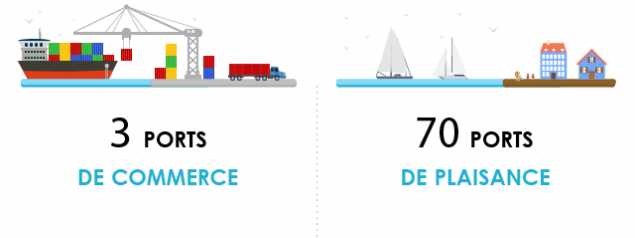 3 PORTS
DE COMMERCE
70 PORTS
DE PLAISANCE